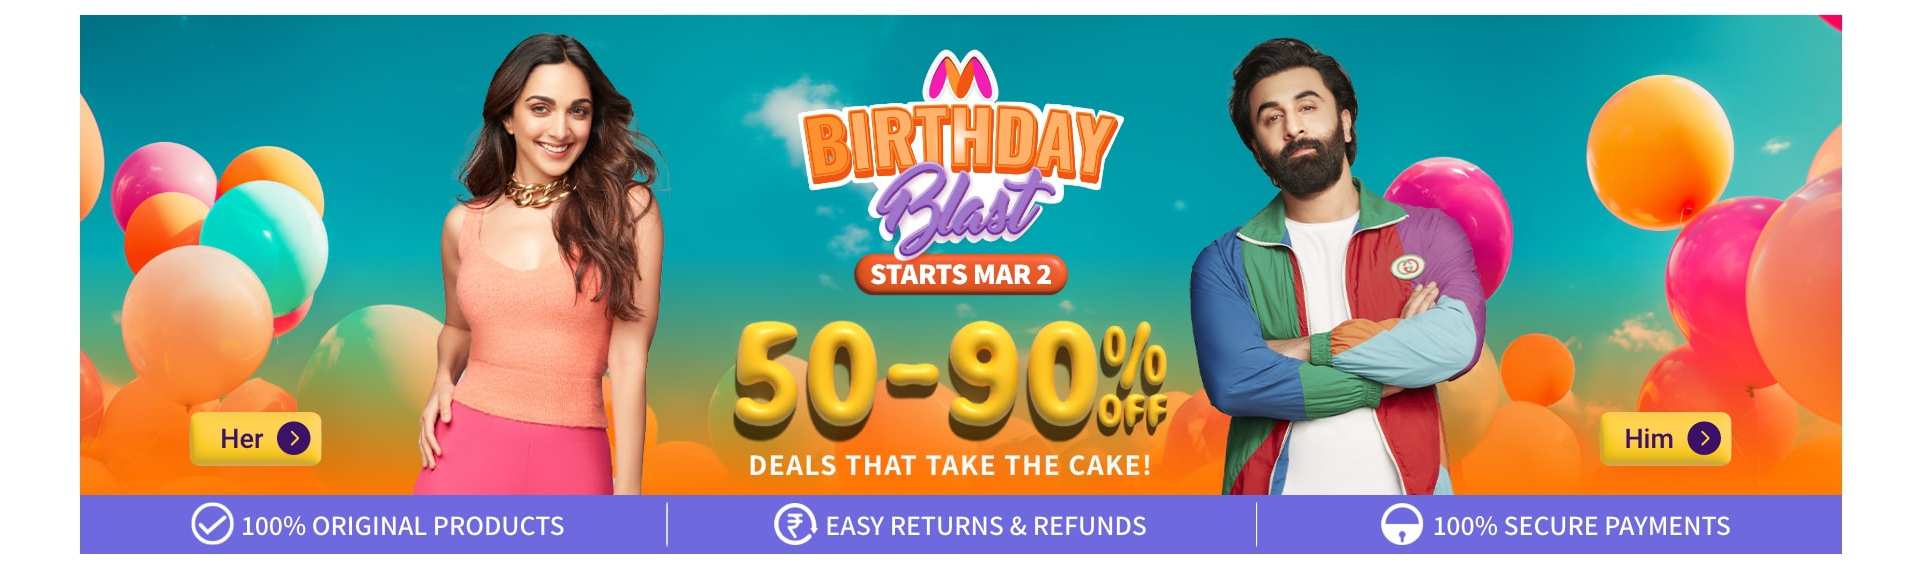 BIRTHDAY
Blast
STARTS MAR 2
50-90% OFF
DEALS THAT TAKE THE CAKE!
Her
Him
100% ORIGINAL PRODUCTS
EASY RETURNS & REFUNDS
100% SECURE PAYMENTS